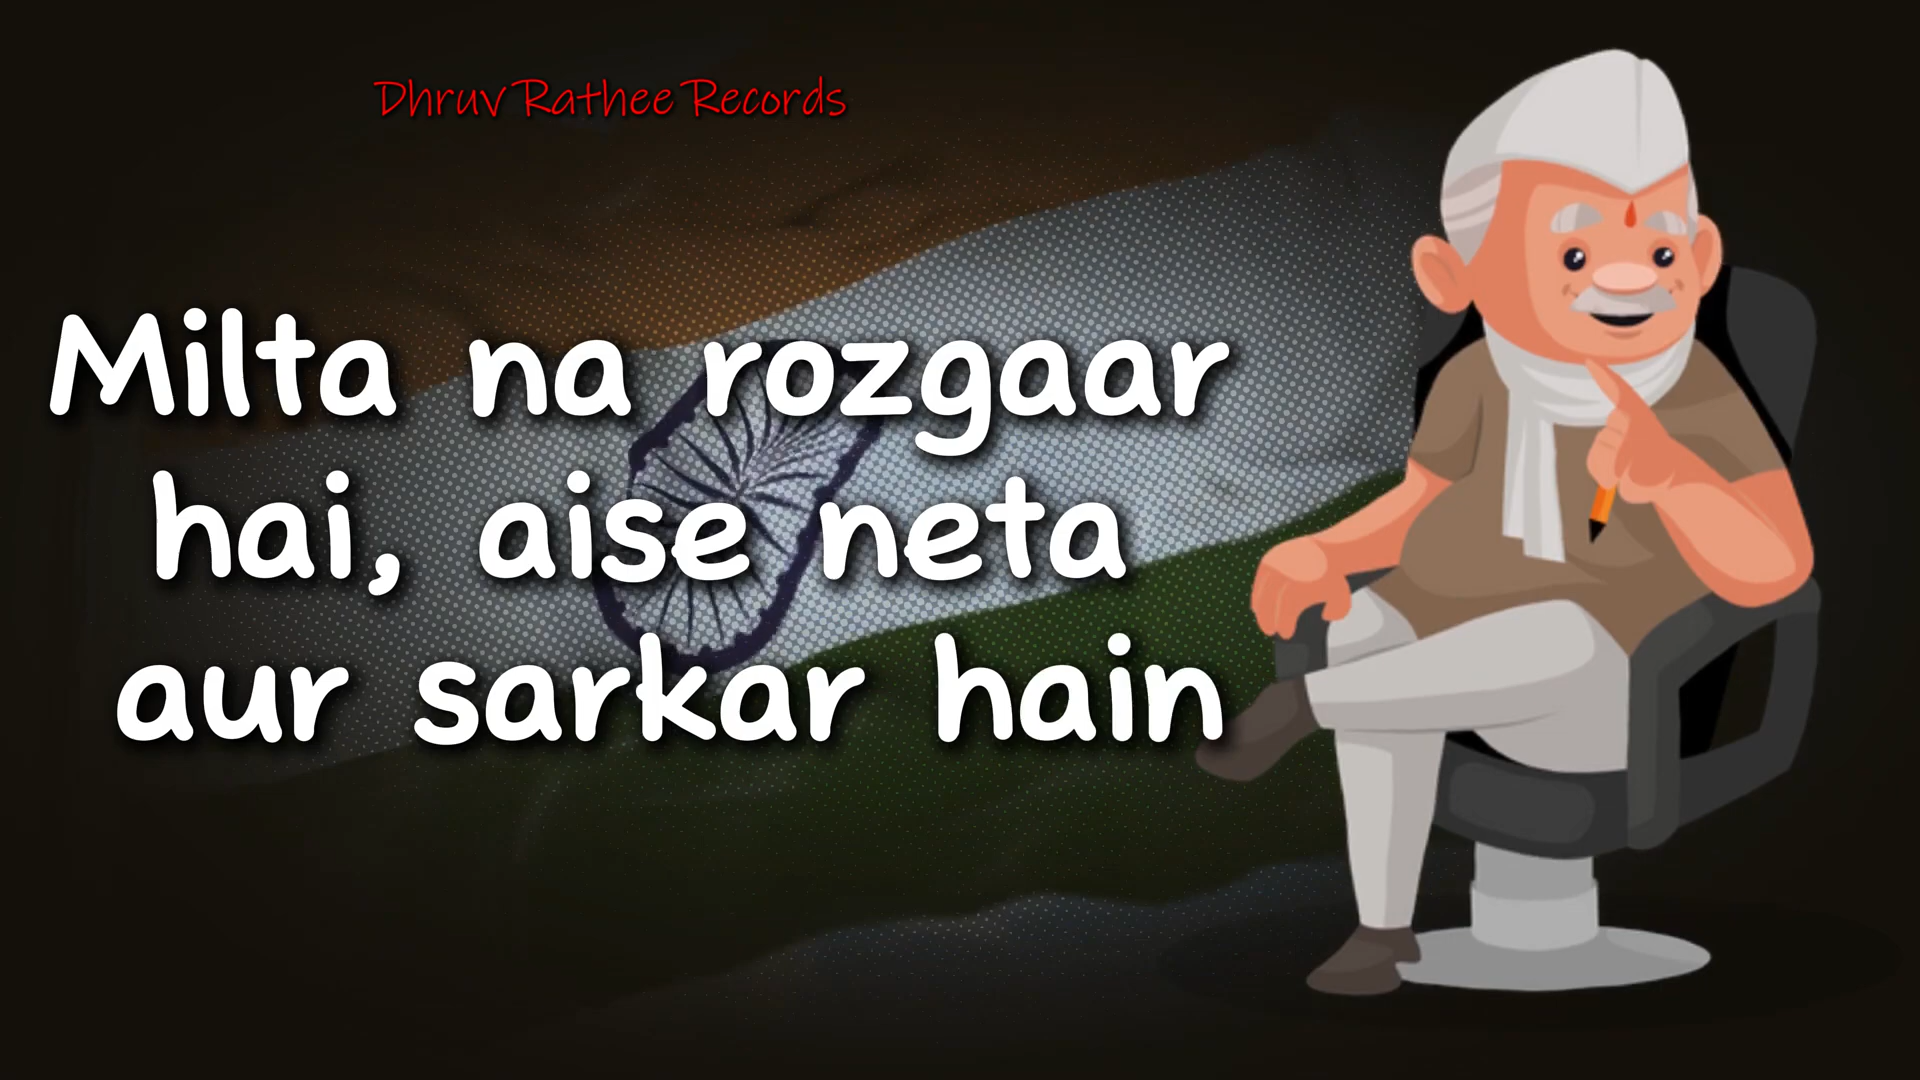 Dhruv Rathee Records
Milta na rozgaar
hai, aise neta
aur sarkar hain